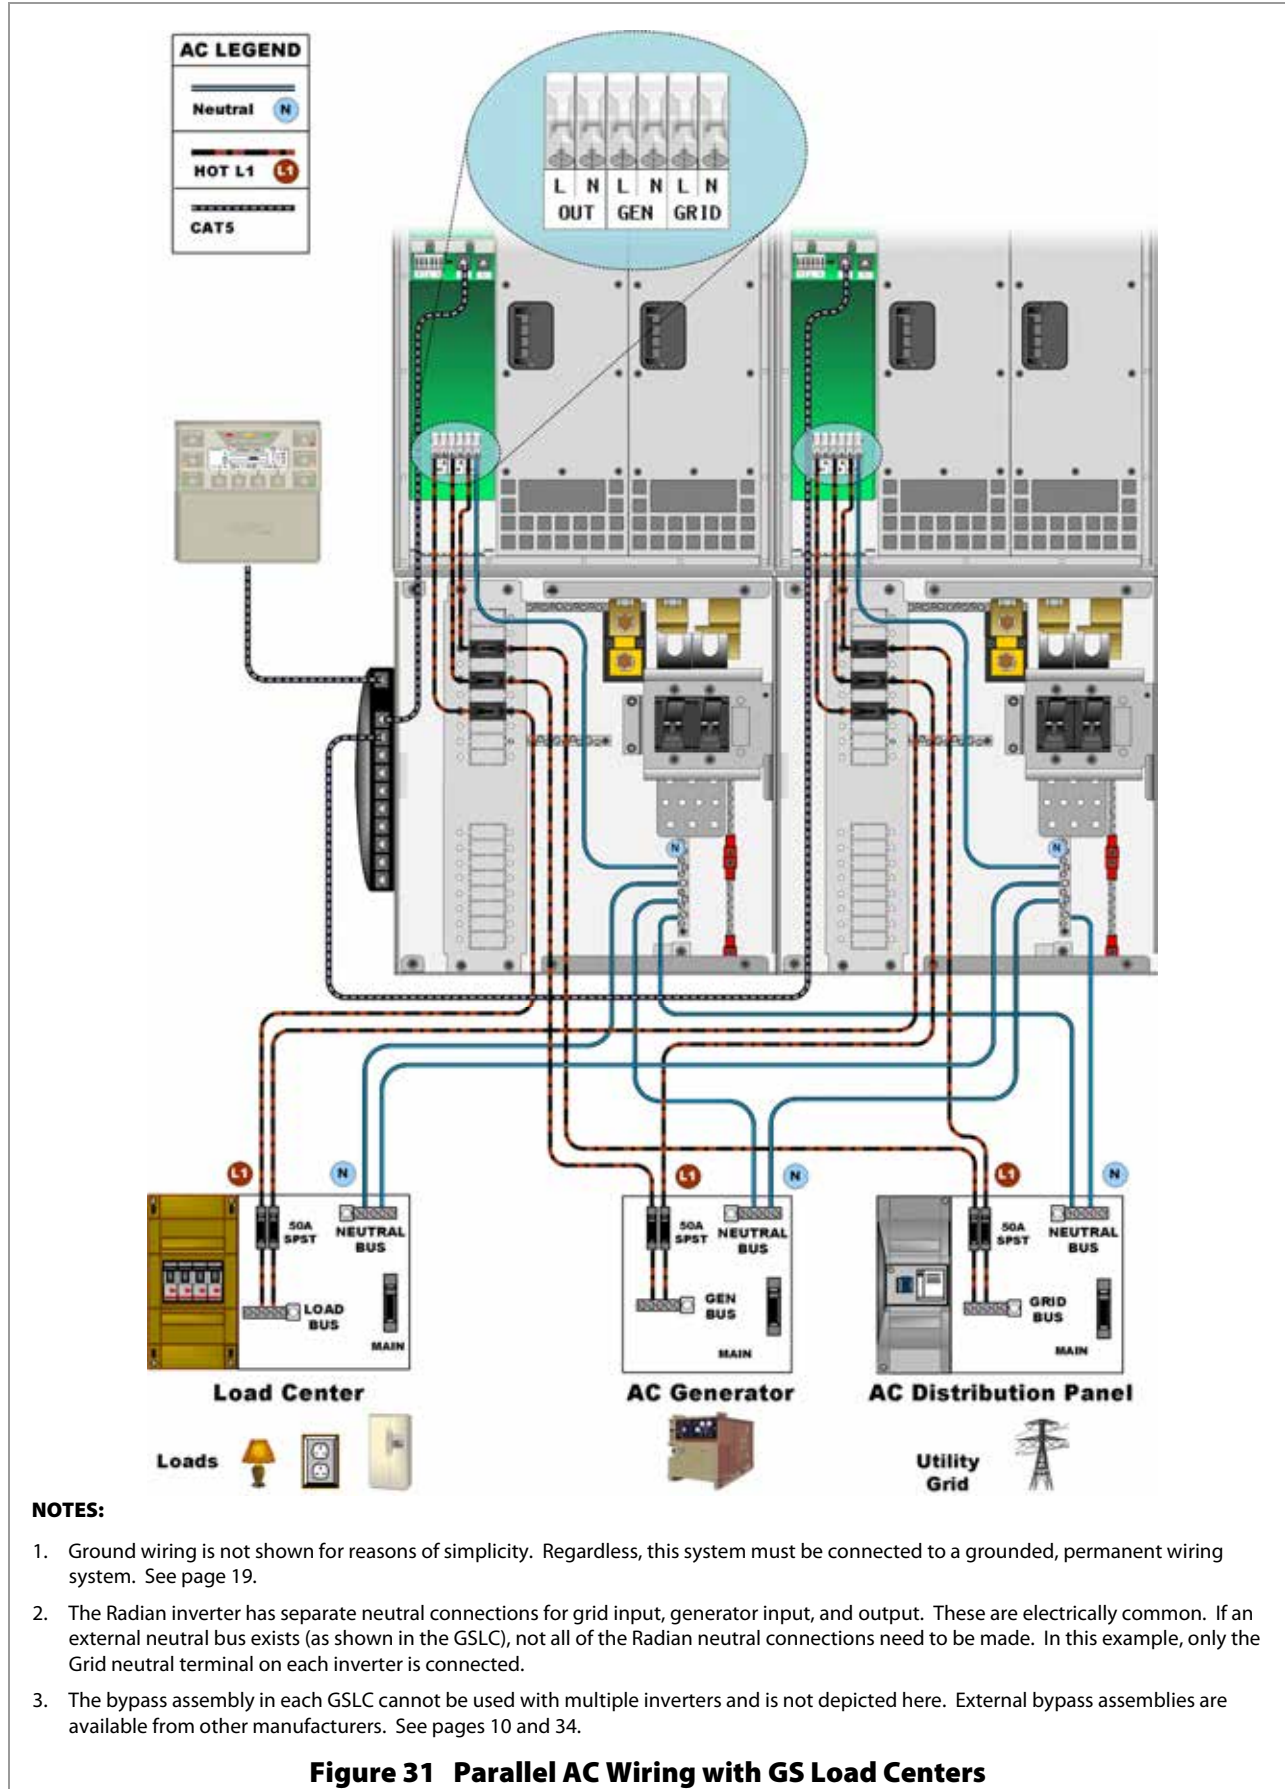 AC LEGEND
Neutral N
HOT L1 L1
CAT5
L N L N L N
OUT GEN GRID
N N
L1 N L1 N L1 N
50A
SPST
NEUTRAL
BUS
LOAD
BUS
MAIN
50A
SPST
NEUTRAL
BUS
GEN
BUS
MAIN
50A
SPST
NEUTRAL
BUS
GRID
BUS
MAIN
Load Center
AC Generator
AC Distribution Panel
Loads
Utility
Grid
NOTES:
1. Ground wiring is not shown for reasons of simplicity. Regardless, this system must be connected to a grounded, permanent wiring
system. See page 19.
2. The Radian inverter has separate neutral connections for grid input, generator input, and output. These are electrically common. If an
external neutral bus exists (as shown in the GSLC), not all of the Radian neutral connections need to be made. In this example, only the
Grid neutral terminal on each inverter is connected.
3. The bypass assembly in each GSLC cannot be used with multiple inverters and is not depicted here. External bypass assemblies are
available from other manufacturers. See pages 10 and 34.
Figure 31 Parallel AC Wiring with GS Load Centers